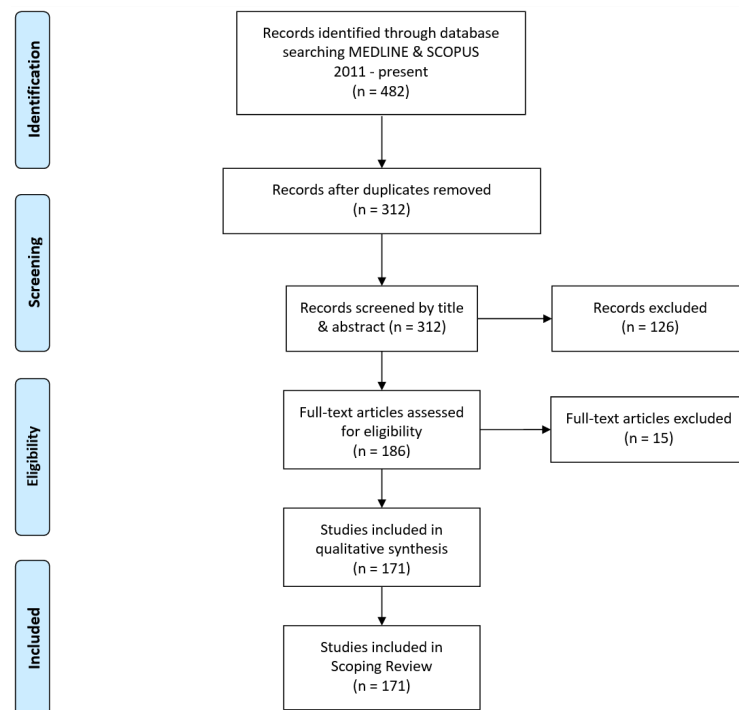 Identification
Records identified through database
searching MEDLINE & SCOPUS
2011 - present
(n = 482)
Records after duplicates removed
(n = 312)
Screening
Records screened by title
& abstract (n = 312)
Records excluded
(n = 126)
Eligibility
Full-text articles assessed
for eligibility
(n = 186)
Full-text articles excluded
(n = 15)
Studies included in
qualitative synthesis
(n = 171)
Included
Studies included in
Scoping Review
(n = 171)